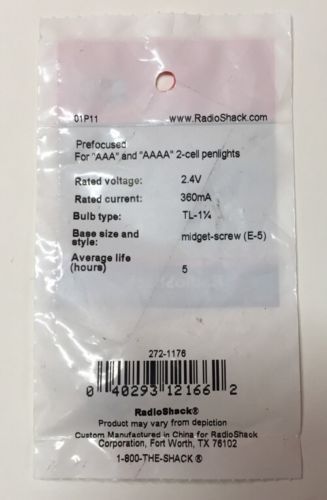 01P11 www.RadioShack.com
Prefocused
For "AAA" and "AAAA" 2-cell penlights
Rated voltage: 2.4V
Rated current: 360mA
Bulb type: TL-1¼
Base size and style: midget-screw (E-5)
Average life (hours) 5
272-1176
0 40293 12166 2
RadioShack®
Product may vary from depiction
Custom Manufactured in China for RadioShack
Corporation, Fort Worth, TX 76102
1-800-THE-SHACK ®